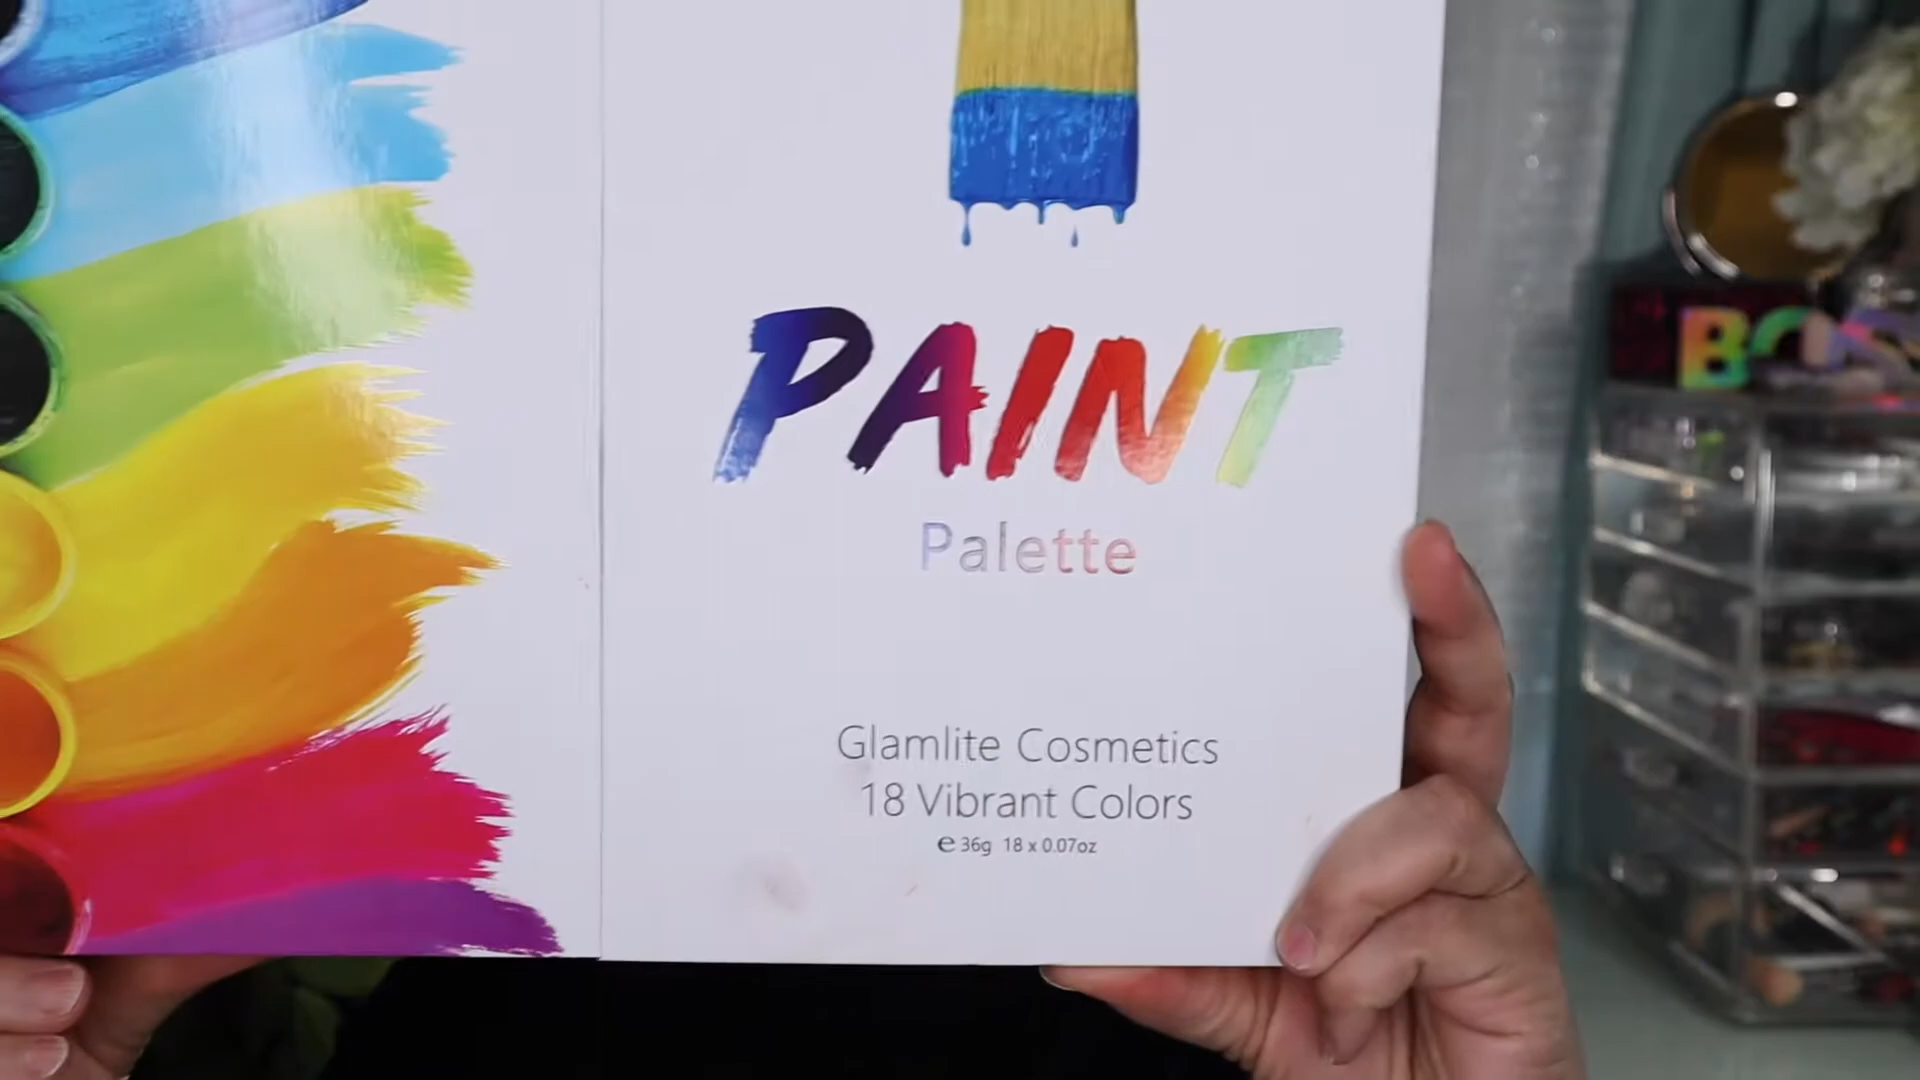 PAINT
Palette
Glamlite Cosmetics
18 Vibrant Colors
e 36g 18 x 0.07oz